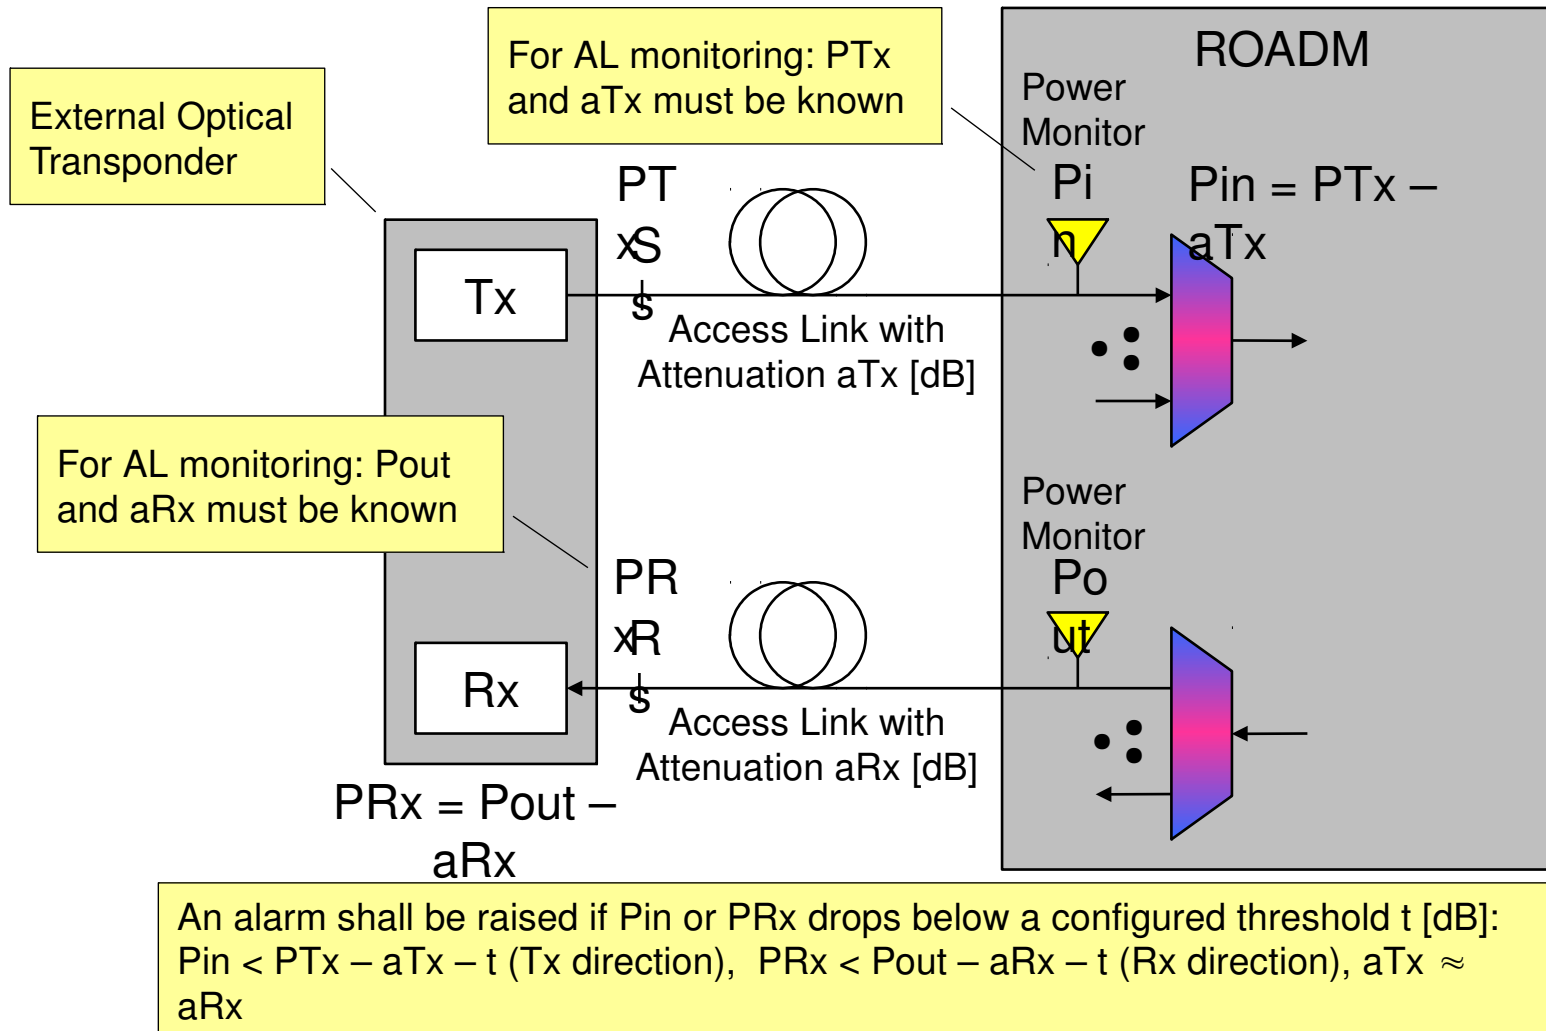 For AL monitoring: PTx
and aTx must be known
ROADM
External Optical
Transponder
Power
Monitor
PT
x
Ss
Pi
n
Pin = PTx –
aTx
Tx
Access Link with
Attenuation aTx [dB]
For AL monitoring: Pout
and aRx must be known
Power
Monitor
PR
x
Rs
Po
ut
Rx
Access Link with
Attenuation aRx [dB]
PRx = Pout –
aRx
An alarm shall be raised if Pin or PRx drops below a configured threshold t [dB]:
Pin < PTx – aTx – t (Tx direction), PRx < Pout – aRx – t (Rx direction), aTx ≈
aRx